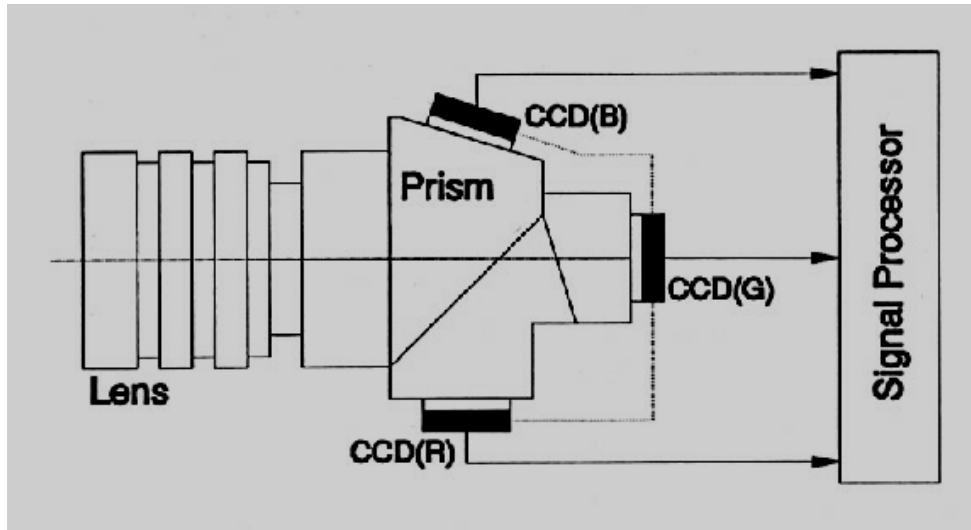 CCD(B)
Prism
CCD(G)
Lens
CCD(R)
Signal Processor